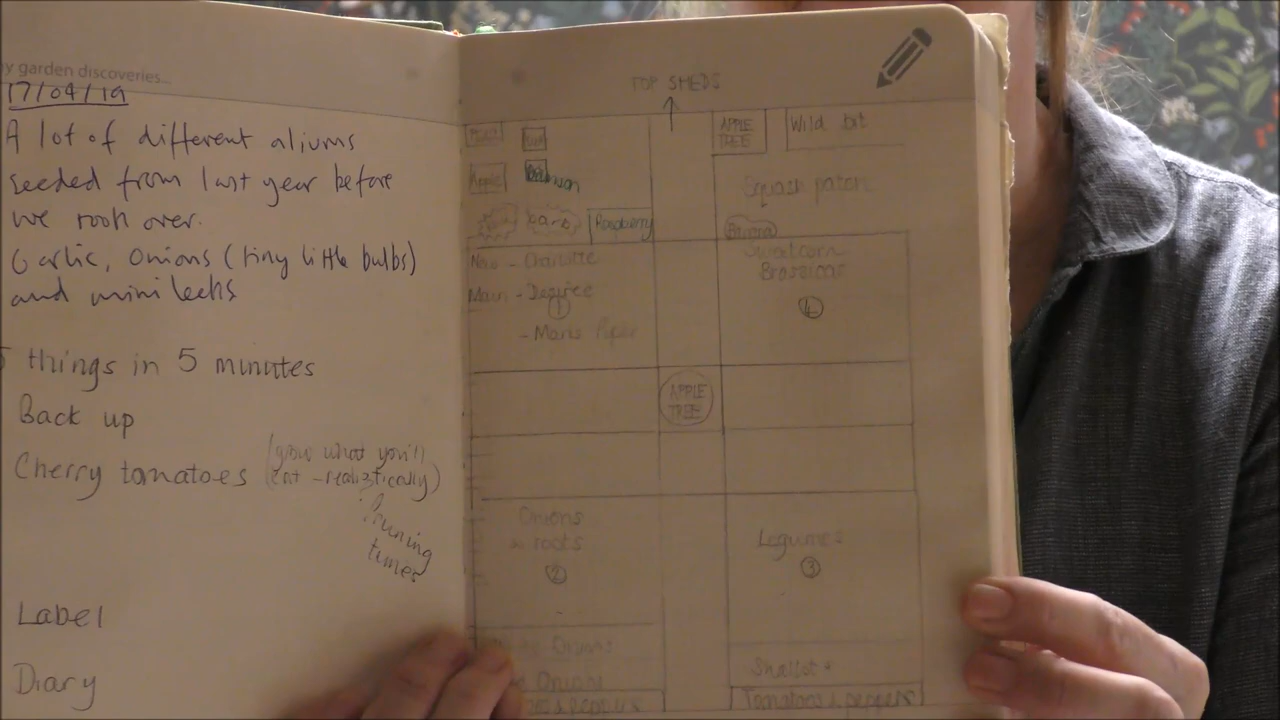 y garden discoveries...
17/04/19
A lot of different aliums
seeded from last year before
we took over.
Garlic, onions (tiny little bulbs)
and mini leeks
5 things in 5 minutes
Back up
Cherry tomatoes (grow what you'll
eat - realistically)
Pruning
times
Label
Diary
TOP SHEDS
APPLE
TREE
Wild bit
Apple
Squash patch
Raspberry
- Charlotte
Main - Desiree
①
- Maris Piper
Sweetcorn
Brassicas
④
APPLE
TREE
Onions
& roots
②
Legumes
③
Onions
Shallots
Tomatoes & peppers